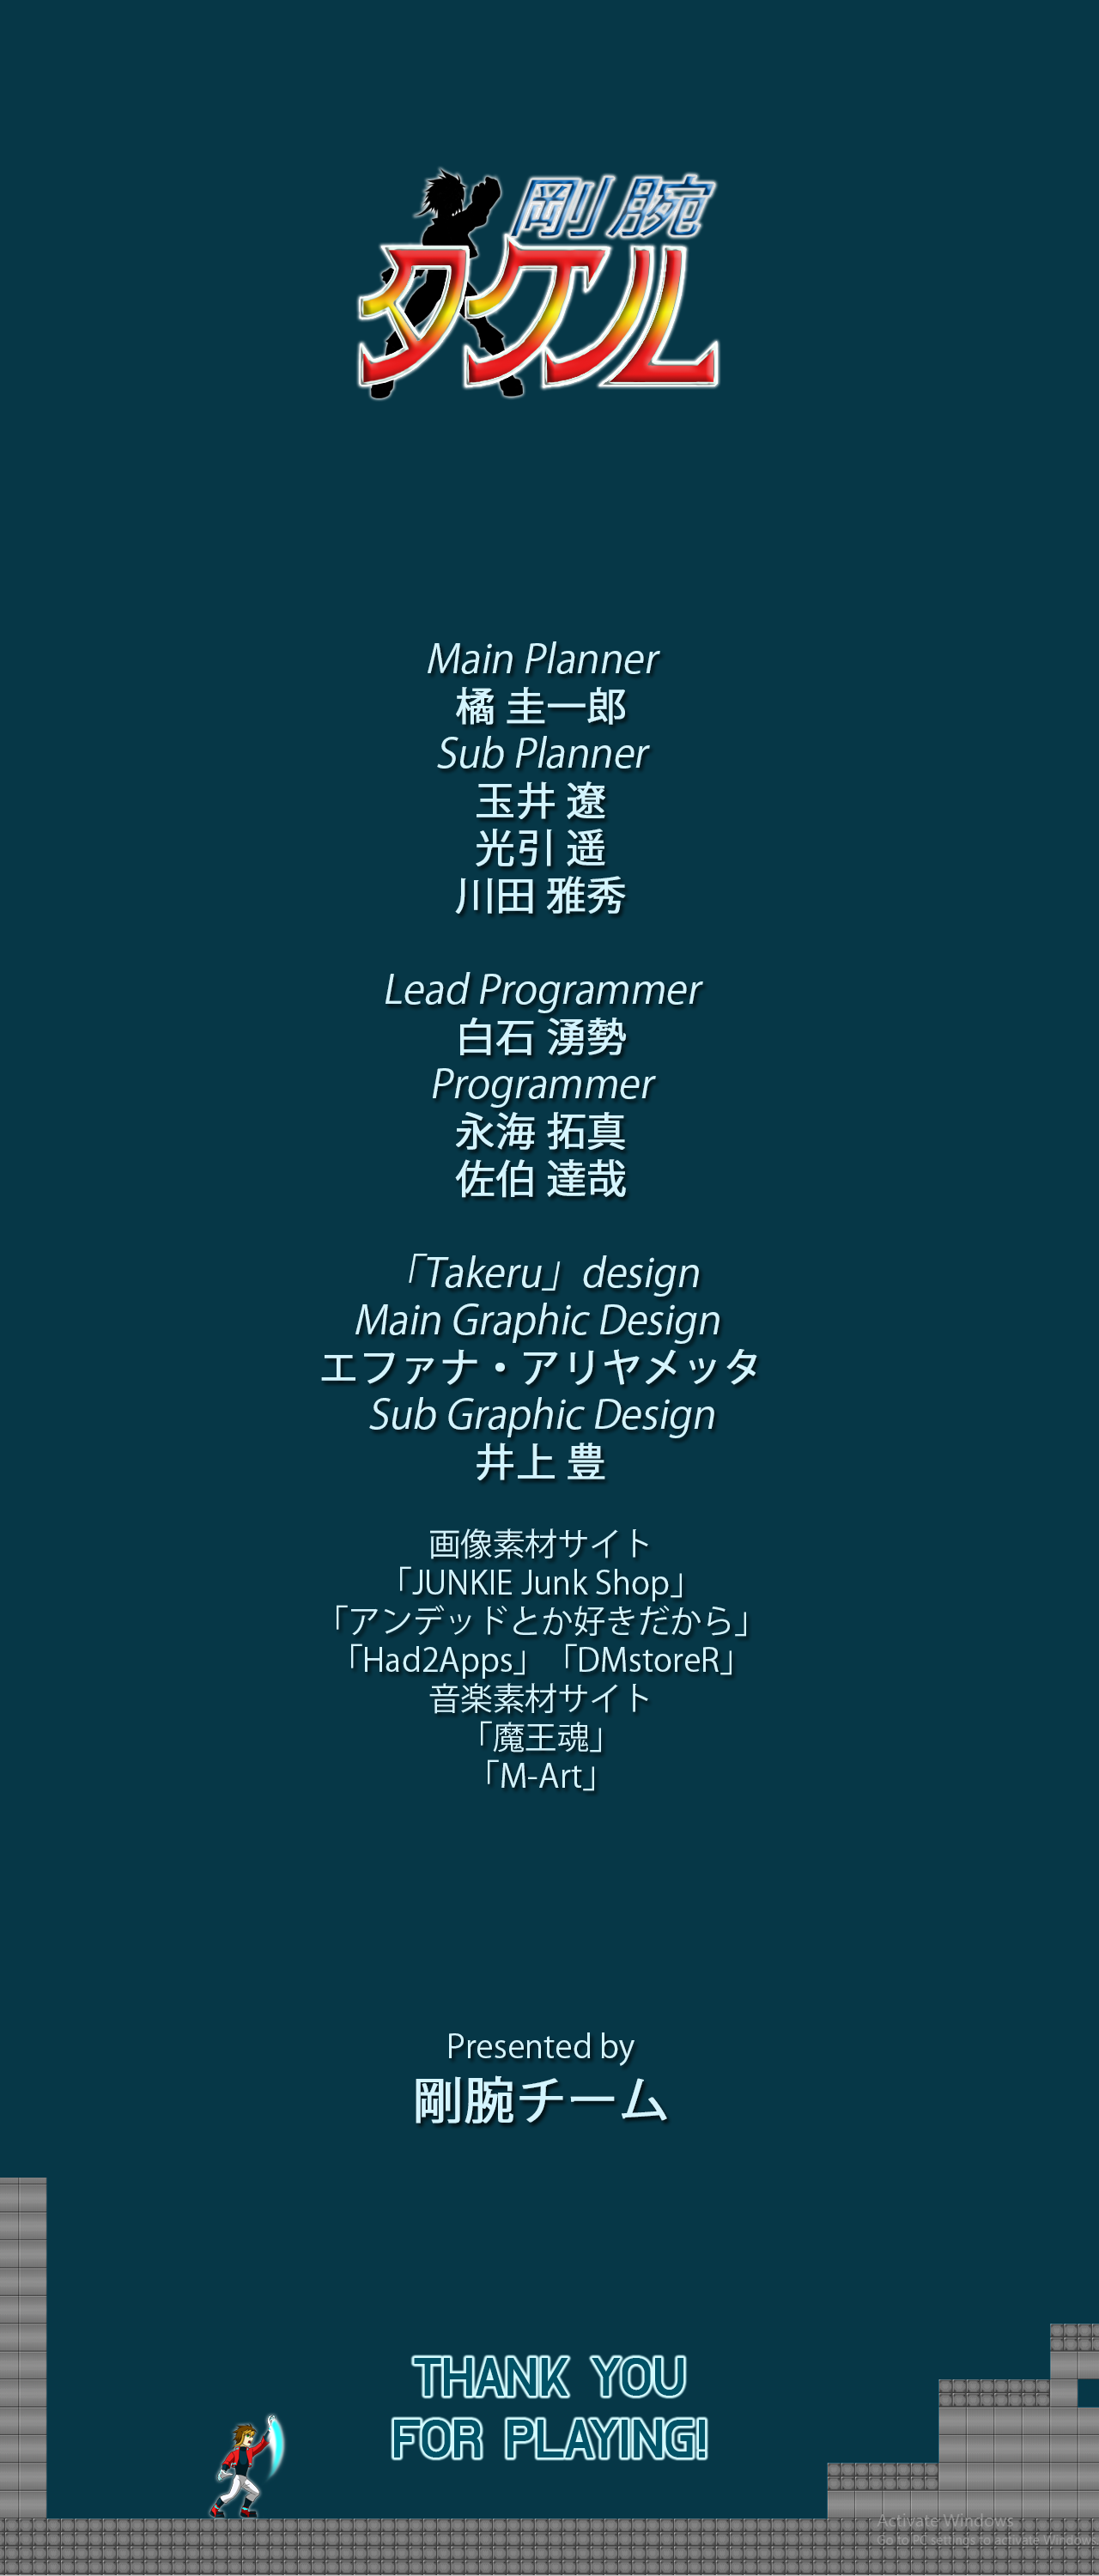 剛腕
タケル
Main Planner
橘 圭一郎
Sub Planner
玉井 遼
光引 遥
川田 雅秀
Lead Programmer
白石 湧勢
Programmer
永海 拓真
佐伯 達哉
「Takeru」design
Main Graphic Design
エファナ・アリヤメッタ
Sub Graphic Design
井上 豊
画像素材サイト
「JUNKIE Junk Shop」
「アンデッドとか好きだから」
「Had2Apps」「DMstoreR」
音楽素材サイト
「魔王魂」
「M-Art」
Presented by
剛腕チーム
THANK YOU
FOR PLAYING!
Activate Windows
Go to PC settings to activate Windows.